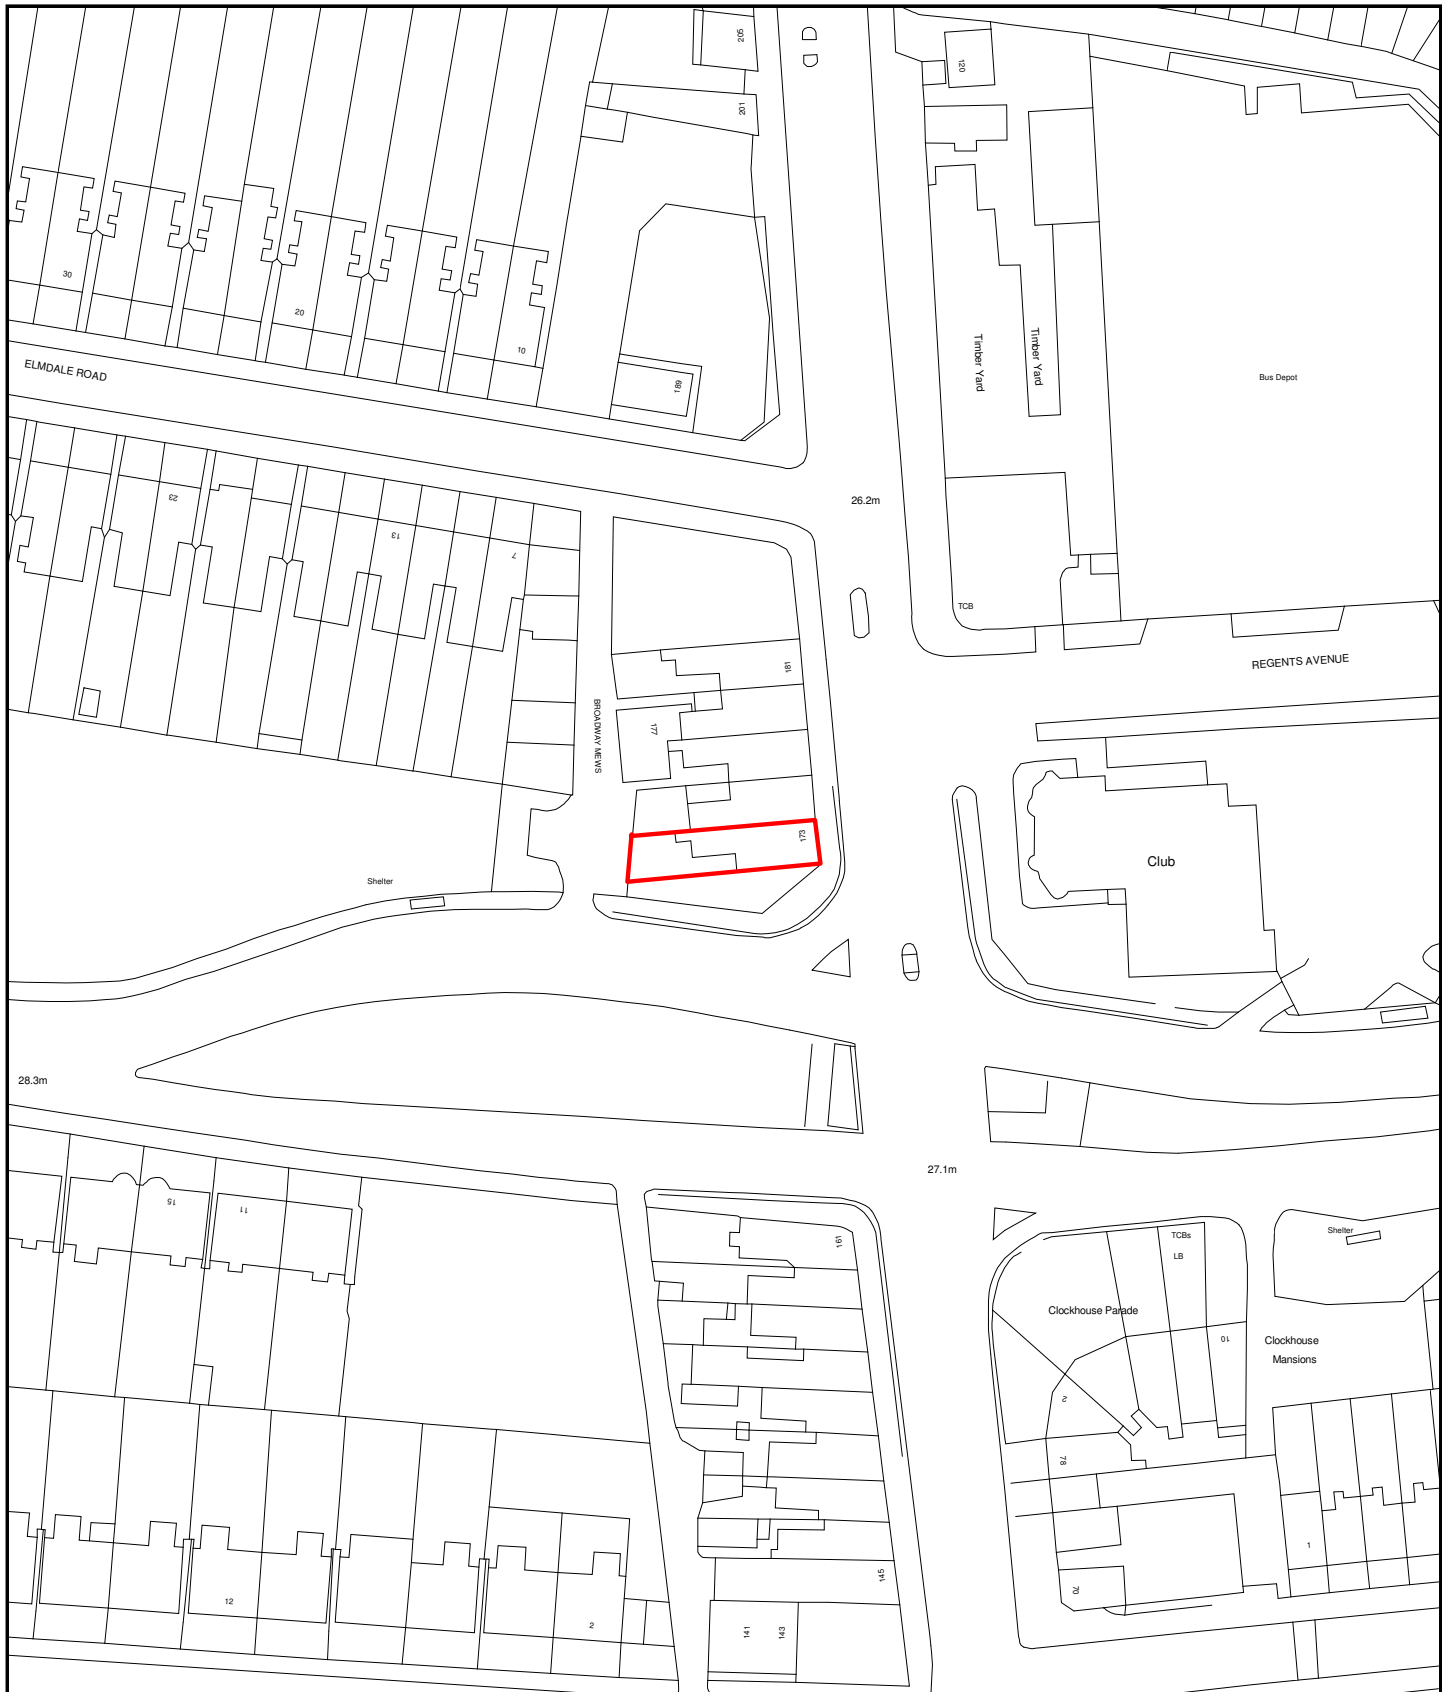 205
201
120
30
20
10
189
ELMDALE ROAD
Timber Yard
Timber Yard
Bus Depot
23
13
7
26.2m
TCB
REGENTS AVENUE
181
177
BROADWAY MEWS
173
Club
Shelter
28.3m
27.1m
15
11
191
TCBs
LB
Shelter
Clockhouse Parade
10
Clockhouse
Mansions
2
78
1
145
70
12
2
141
143